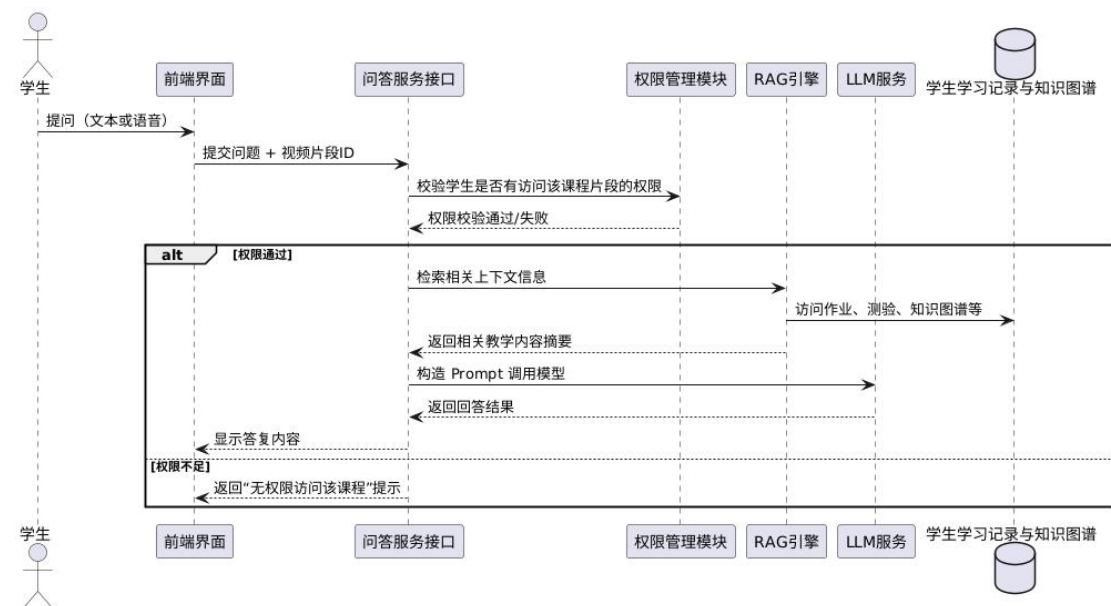 学生
前端界面
问答服务接口
权限管理模块
RAG引擎
LLM服务
学生学习记录与知识图谱
提问（文本或语音）
提交问题 + 视频片段ID
校验学生是否有访问该课程片段的权限
权限校验通过/失败
alt
[权限通过]
检索相关上下文信息
访问作业、测验、知识图谱等
返回相关教学内容摘要
构造 Prompt 调用模型
返回回答结果
显示答复内容
[权限不足]
返回“无权限访问该课程”提示
学生
前端界面
问答服务接口
权限管理模块
RAG引擎
LLM服务
学生学习记录与知识图谱